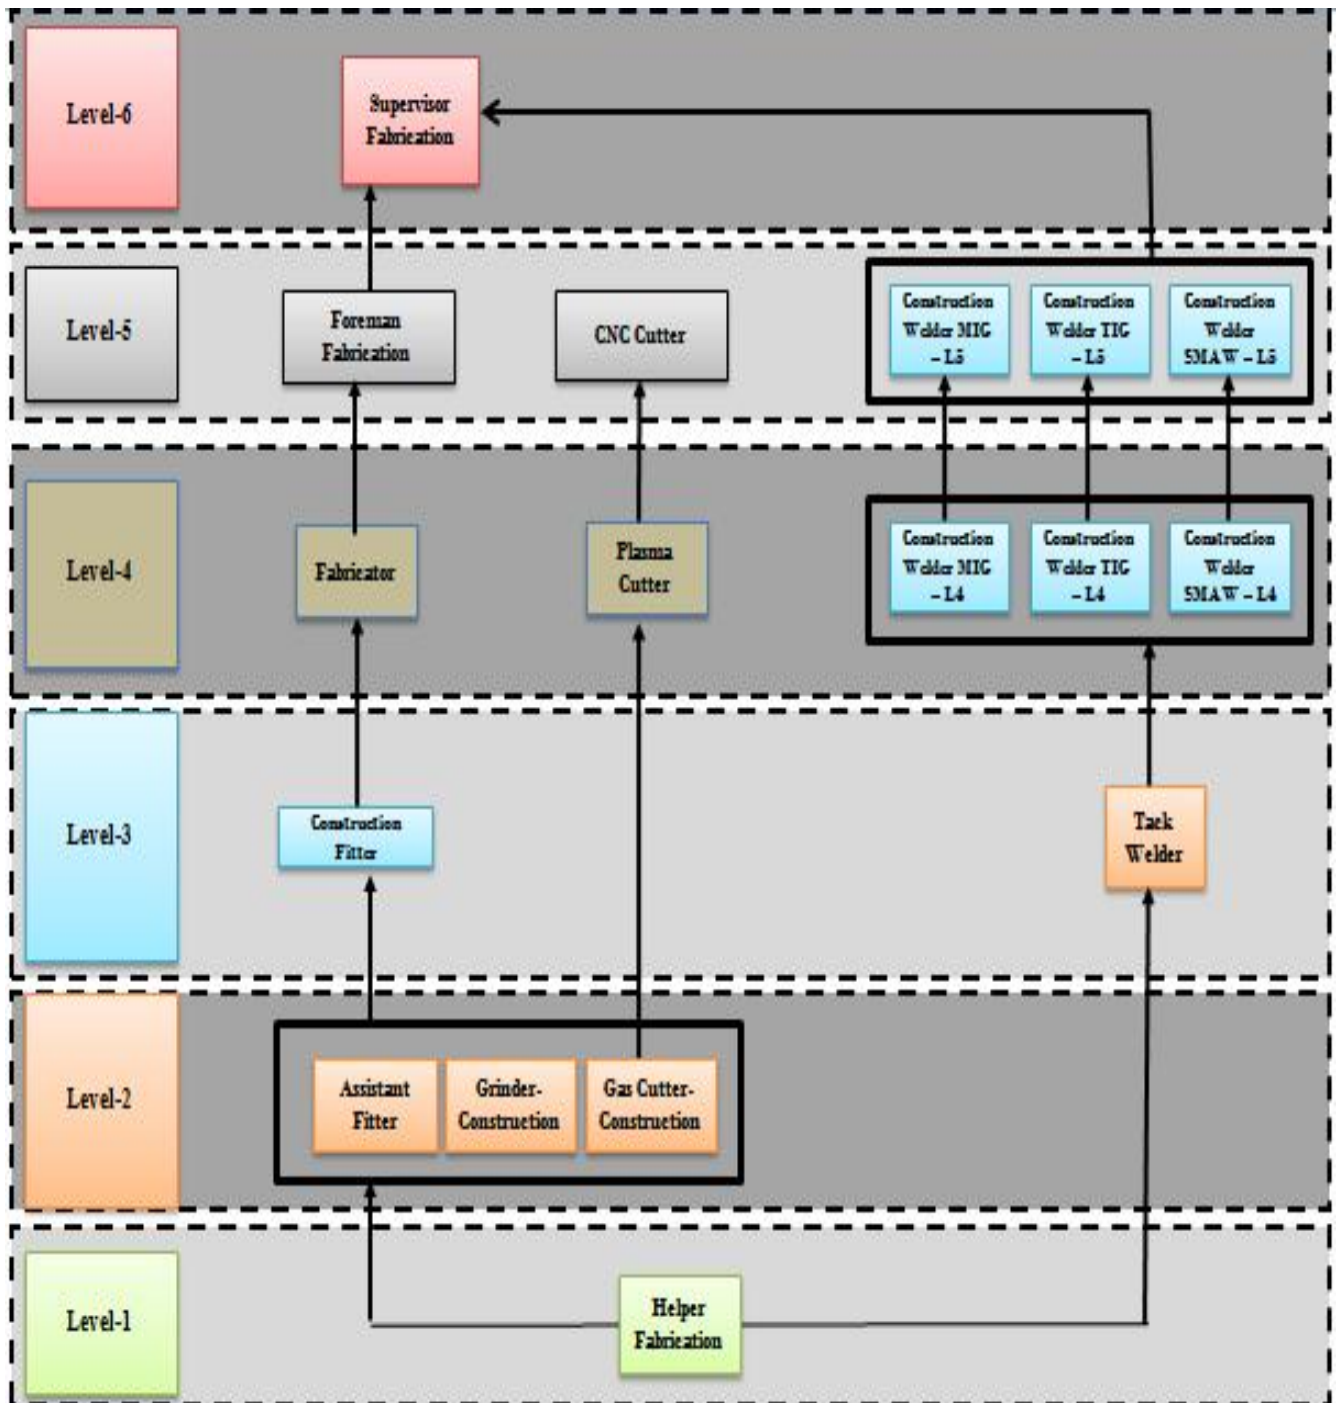 Level-6
Supervisor
Fabrication
Level-5
Foreman
Fabrication
CNC Cutter
Construction
Welder MIG
– L5
Construction
Welder TIG
– L5
Construction
Welder
SMAW – L5
Level-4
Fabricator
Plasma
Cutter
Construction
Welder MIG
– L4
Construction
Welder TIG
– L4
Construction
Welder
SMAW – L4
Level-3
Construction
Fitter
Tack
Welder
Level-2
Assistant
Fitter
Grinder-
Construction
Gas Cutter-
Construction
Level-1
Helper
Fabrication